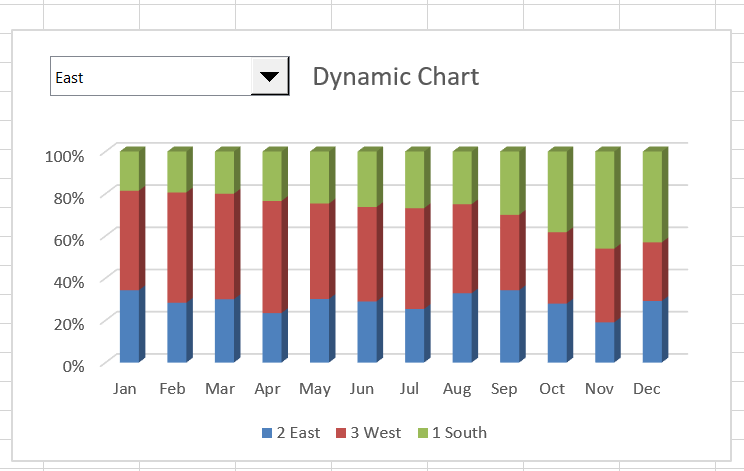 East
Dynamic Chart
100%
80%
60%
40%
20%
0%
Jan Feb Mar Apr May Jun Jul Aug Sep Oct Nov Dec
2 East 3 West 1 South